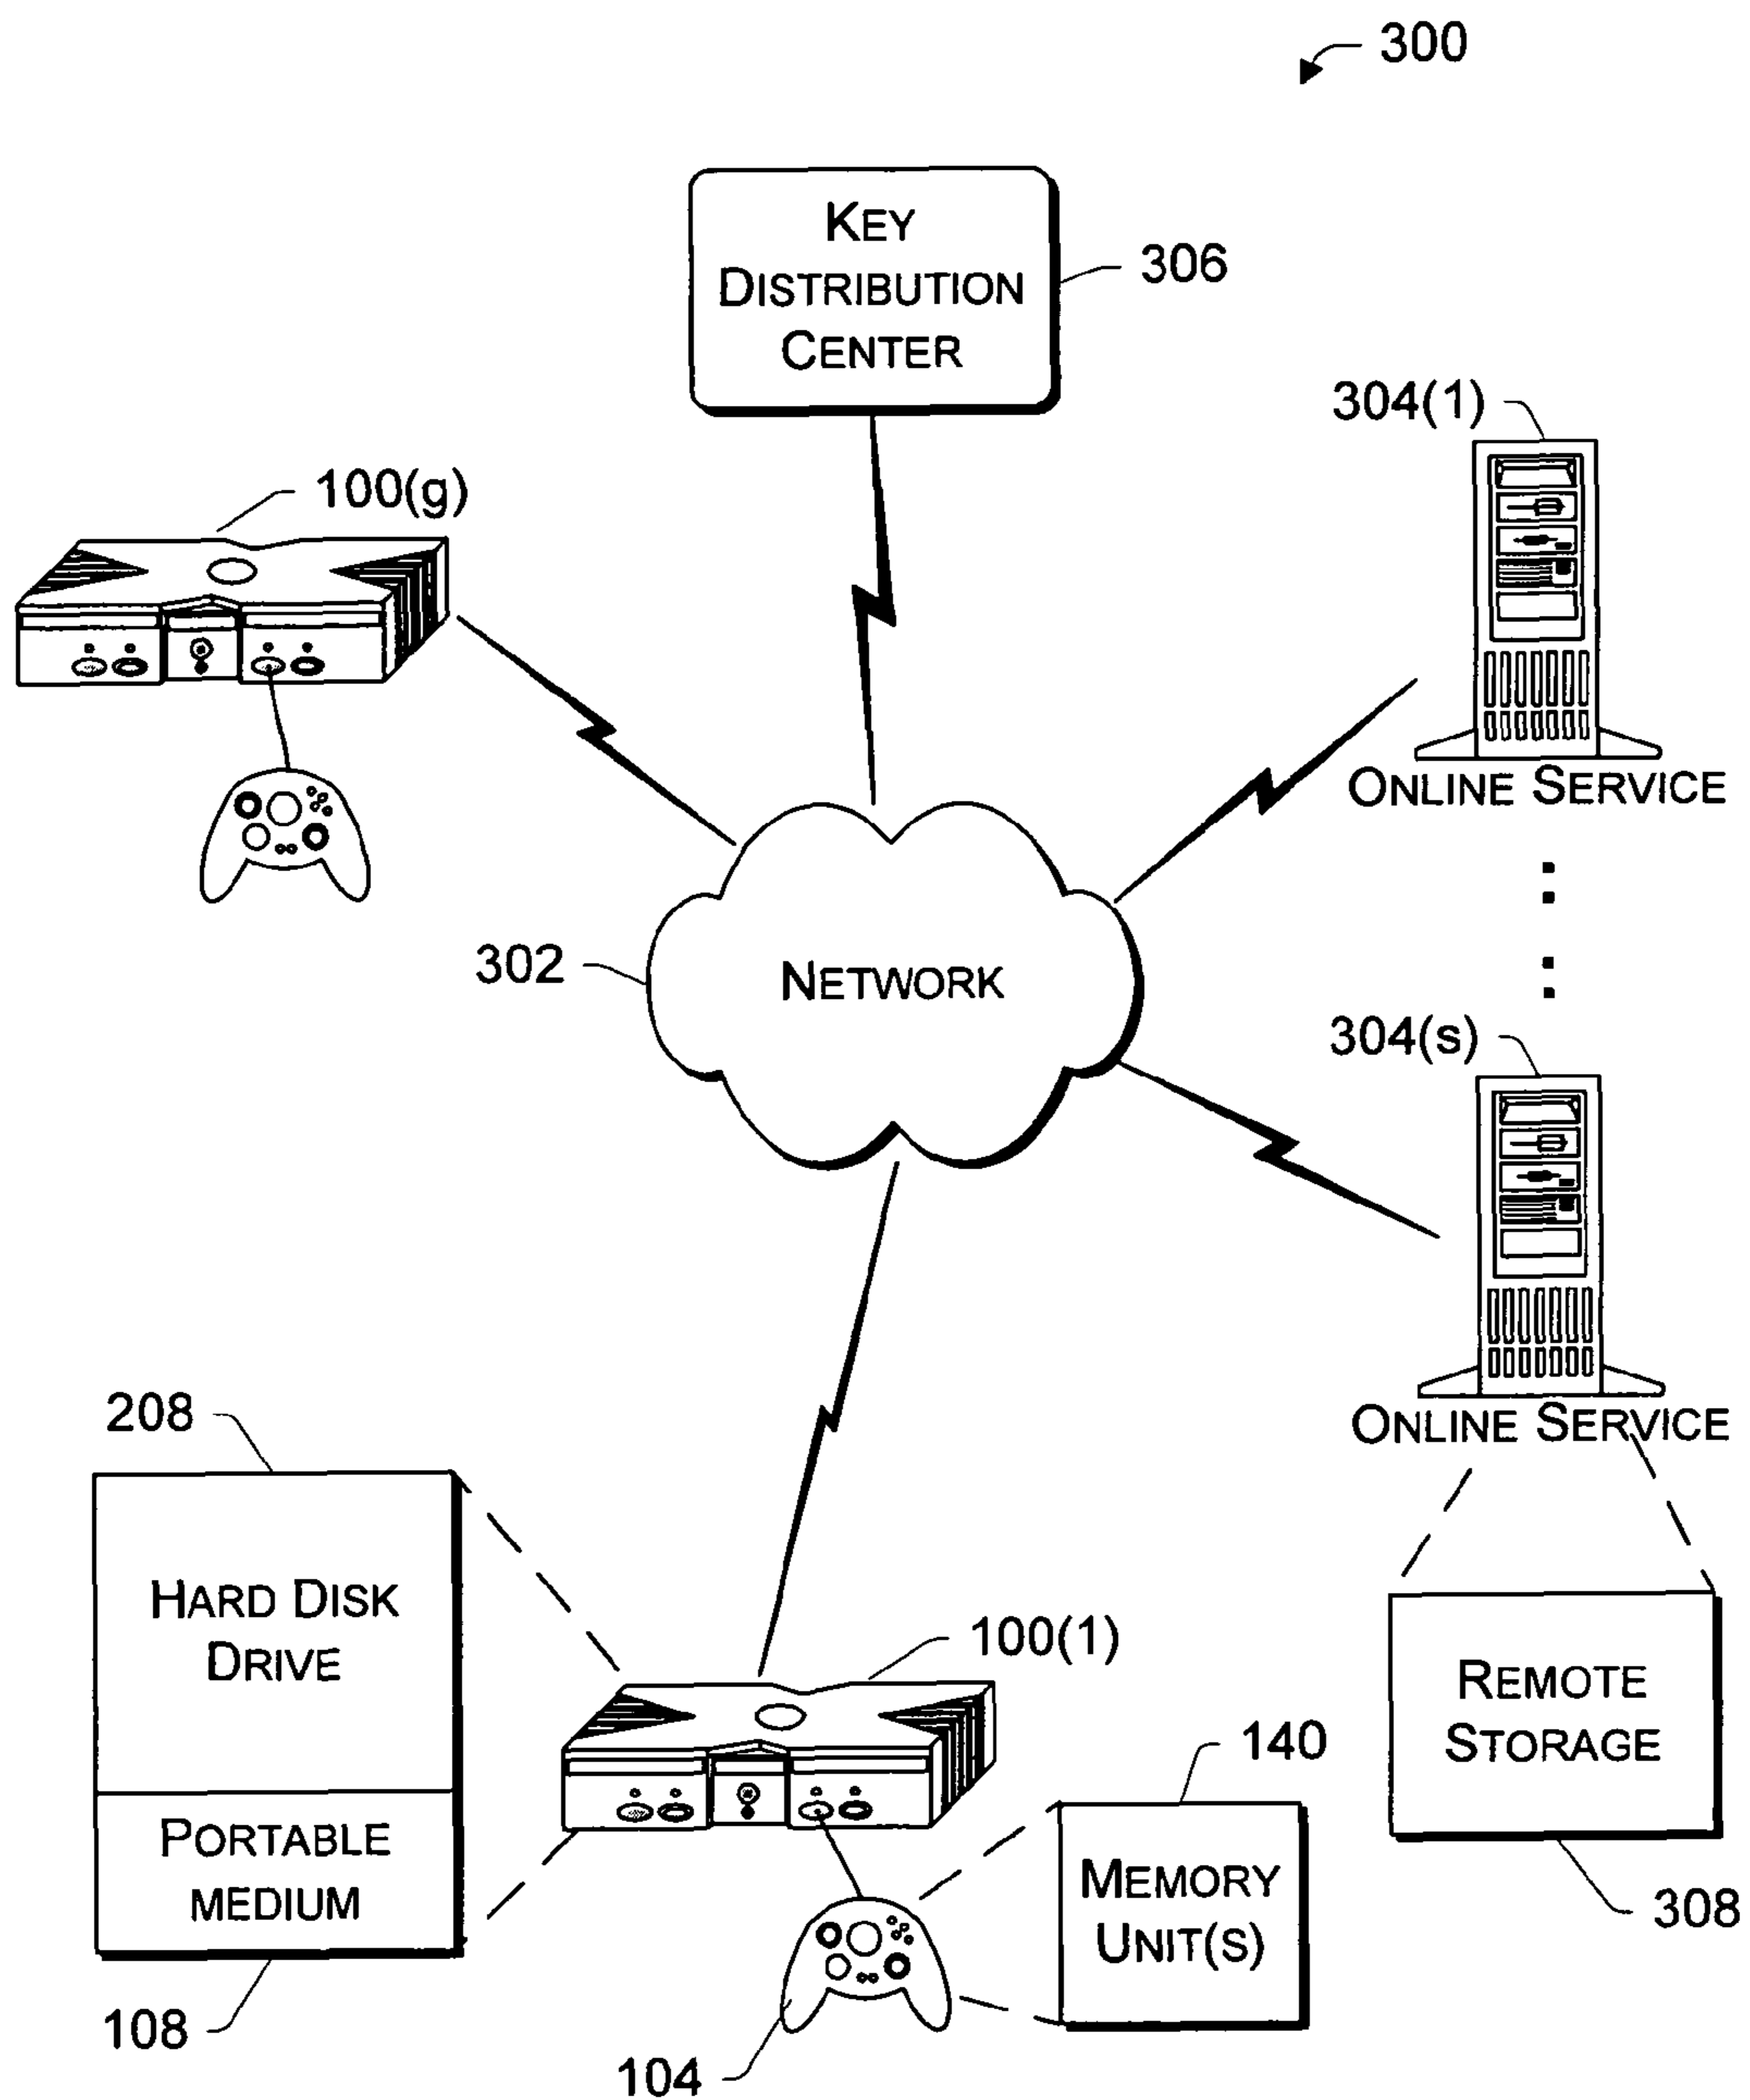 300
KEY
DISTRIBUTION
CENTER
306
304(1)
100(g)
ONLINE SERVICE
302
NETWORK
304(s)
208
ONLINE SERVICE
HARD DISK
DRIVE
100(1)
REMOTE
STORAGE
140
PORTABLE
MEDIUM
MEMORY
UNIT(S)
308
108
104